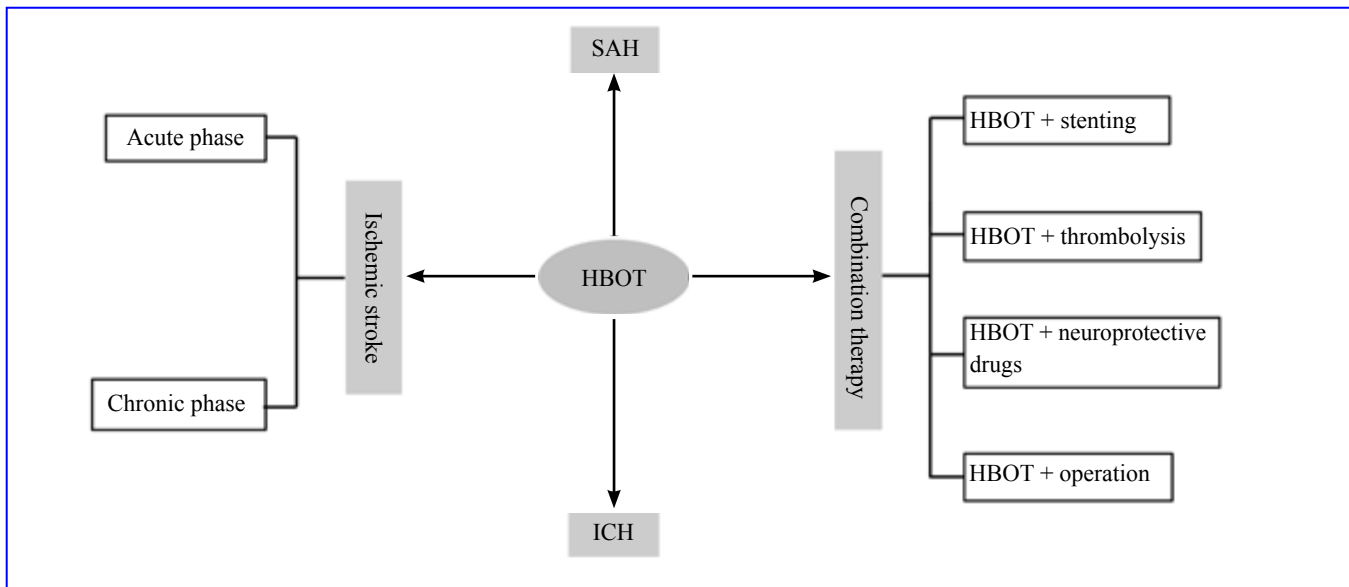 SAH
Acute phase
Chronic phase
Ischemic stroke
HBOT
ICH
Combination therapy
HBOT + stenting
HBOT + thrombolysis
HBOT + neuroprotective
drugs
HBOT + operation